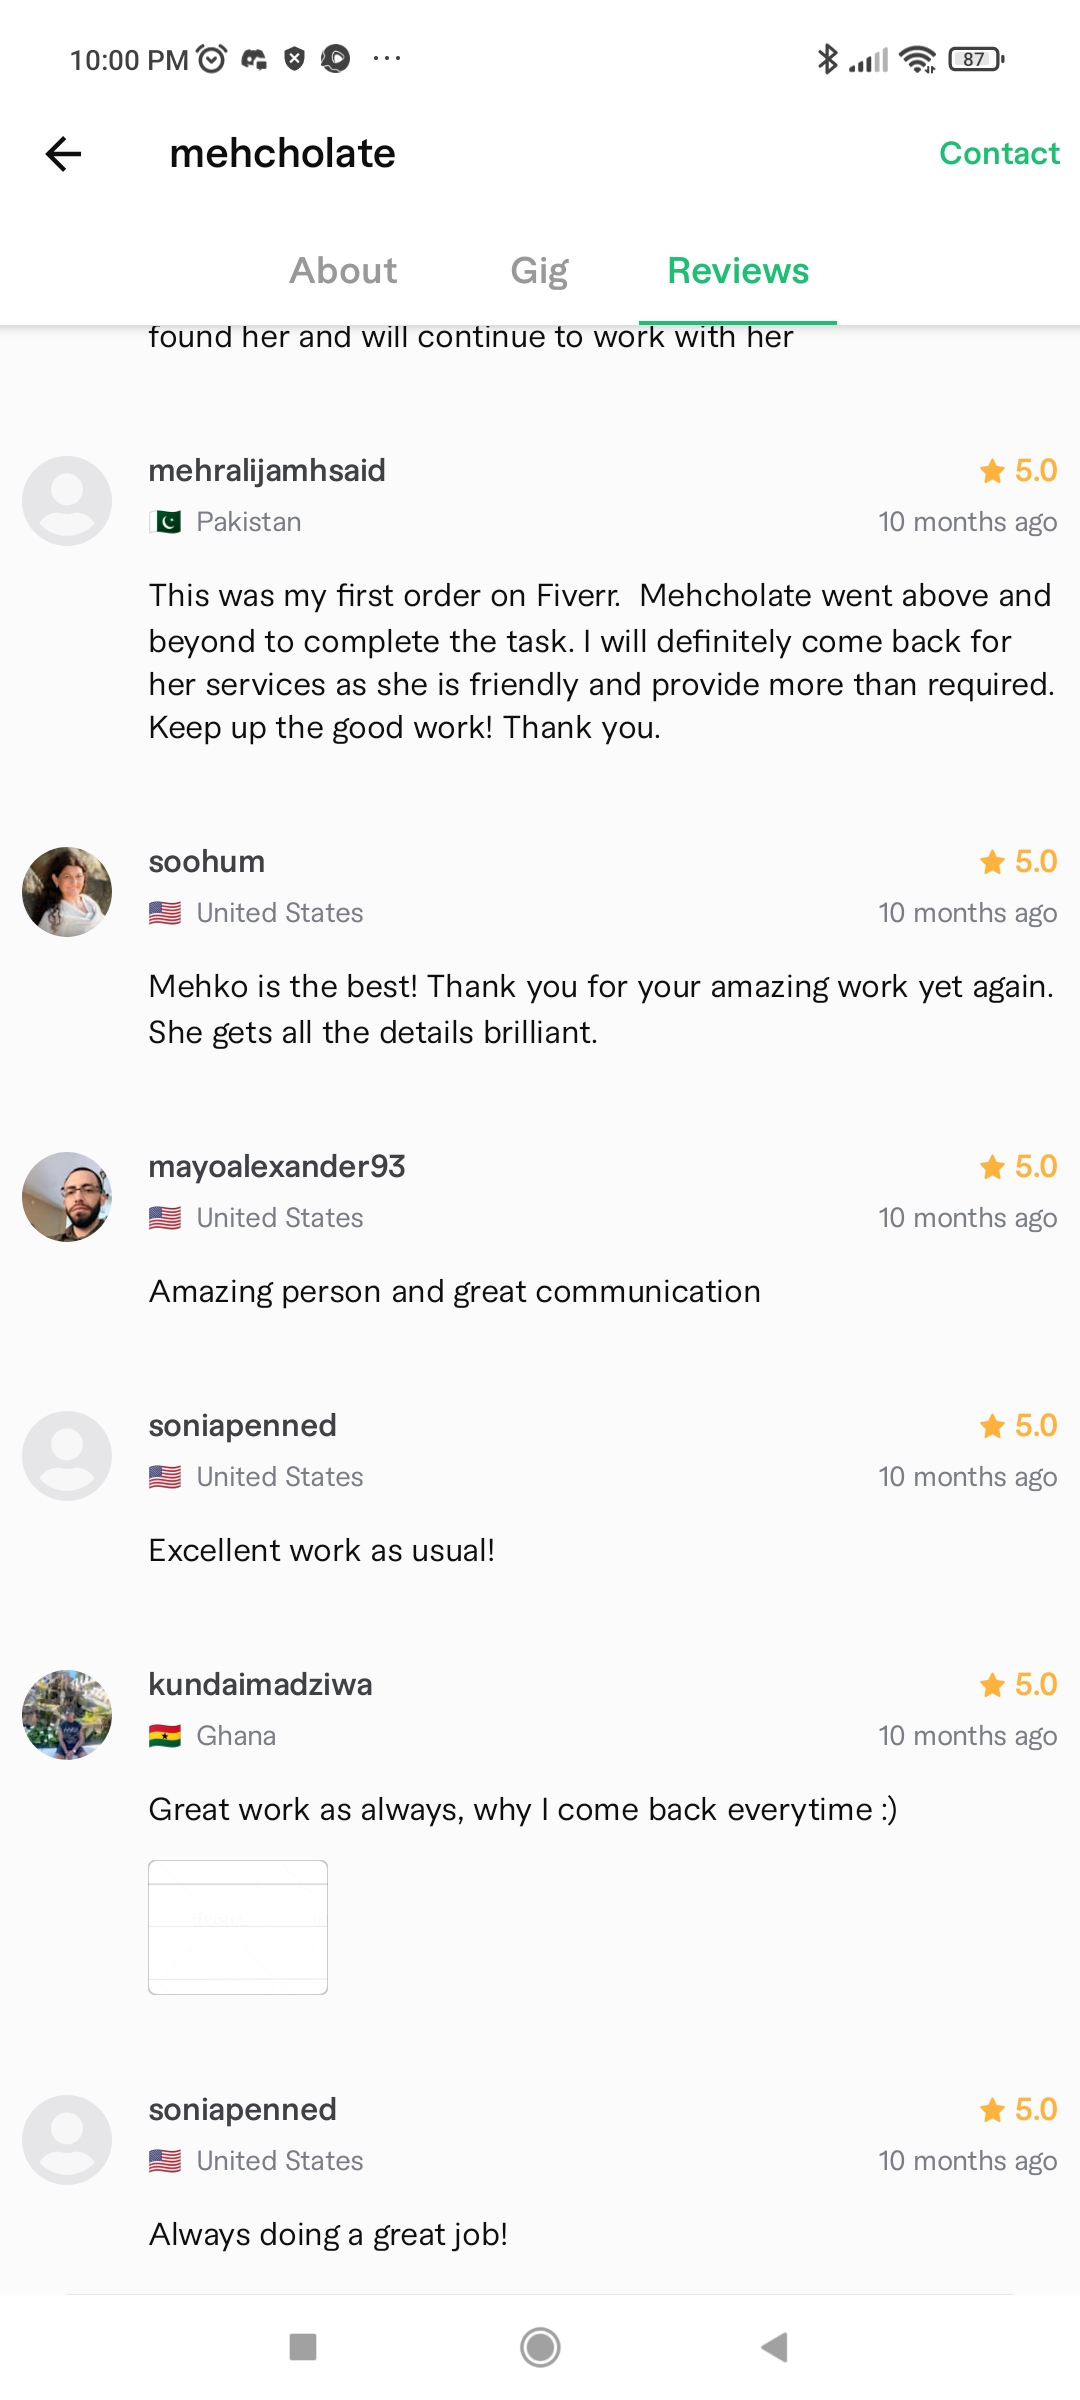 10:00 PM
87
mehcholate
Contact
About
Gig
Reviews
found her and will continue to work with her
mehralijamhsaid
5.0
Pakistan
10 months ago
This was my first order on Fiverr.  Mehcholate went above and
beyond to complete the task. I will definitely come back for
her services as she is friendly and provide more than required.
Keep up the good work! Thank you.
soohum
5.0
United States
10 months ago
Mehko is the best! Thank you for your amazing work yet again.
She gets all the details brilliant.
mayoalexander93
5.0
United States
10 months ago
Amazing person and great communication
soniapenned
5.0
United States
10 months ago
Excellent work as usual!
kundaimadziwa
5.0
Ghana
10 months ago
Great work as always, why I come back everytime :)
soniapenned
5.0
United States
10 months ago
Always doing a great job!